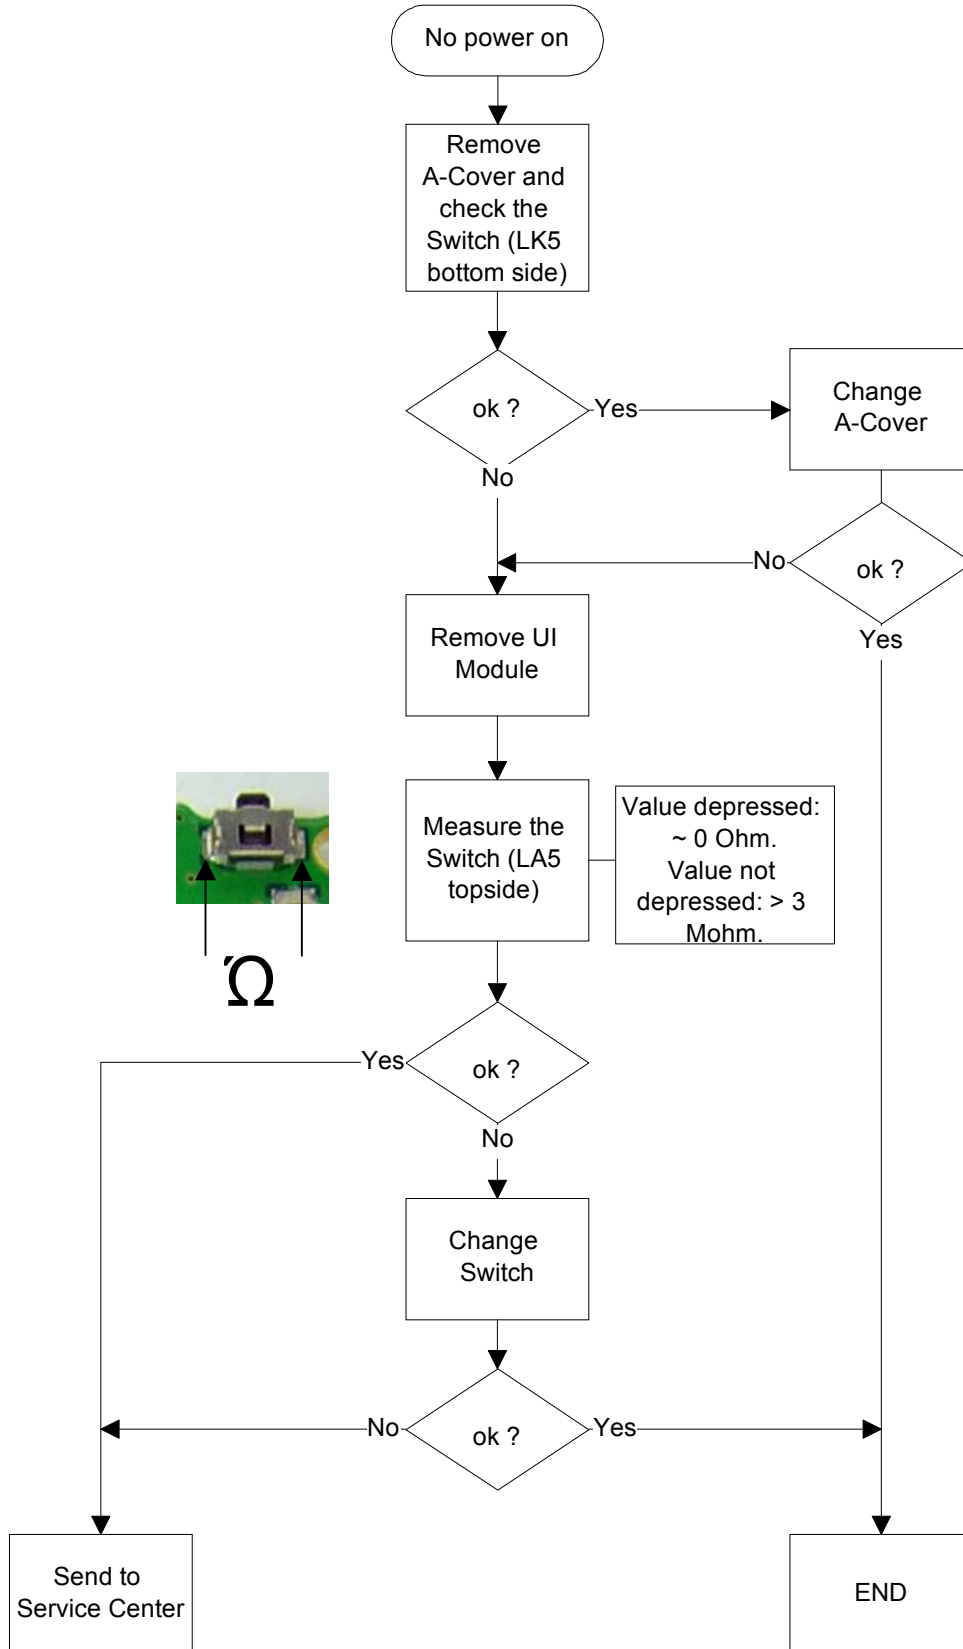 No power on
Remove
A-Cover and
check the
Switch (LK5
bottom side)
ok ?
Yes
No
Change
A-Cover
ok ?
No
Yes
Remove UI
Module
Measure the
Switch (LA5
topside)
Value depressed:
~ 0 Ohm.
Value not
depressed: > 3
Mohm.
Ώ
ok ?
Yes
No
Change
Switch
ok ?
No
Yes
Send to
Service Center
END